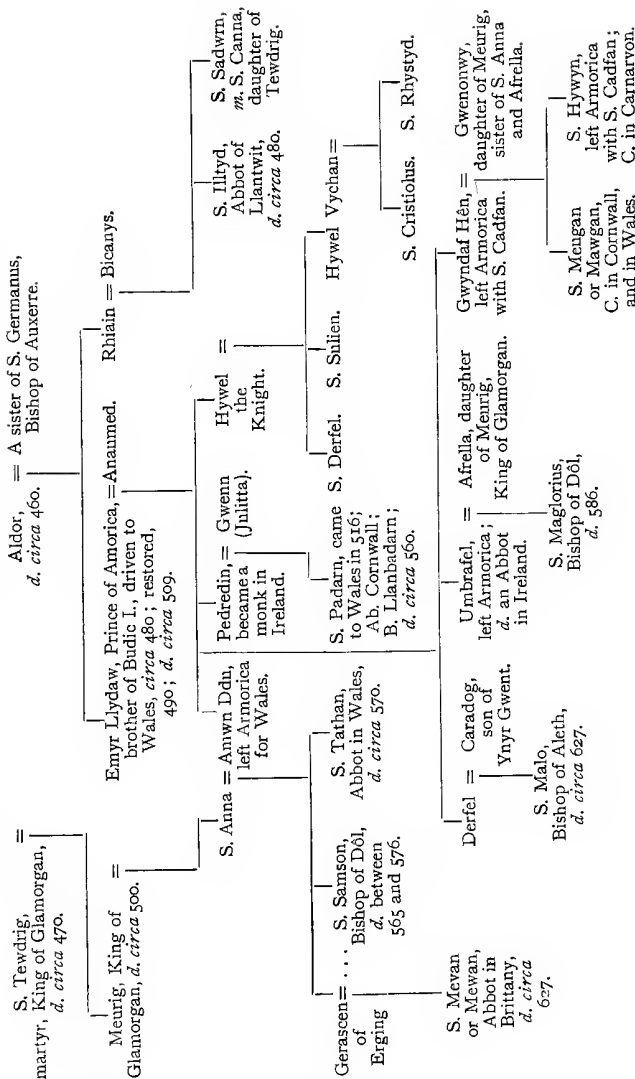 Aldor, = A sister of S. Germanus,
d. circa 460. Bishop of Auxerre.
S. Tewdrig, =
martyr, King of Glamorgan,
d. circa 470.
Emyr Llydaw, Prince of Amorica, = Anaumed.
brother of Budic I., driven to
Wales, circa 480; restored,
490; d. circa 509.
Rhiain = Bicanys.
Meurig, King of =
Glamorgan, d. circa 500.
S. Illtyd,
Abbot of
Llantwit,
d. circa 480.
S. Sadwrn,
m. S. Canna,
daughter of
Tewdrig.
S. Anna = Amwn Ddu,
left Armorica
for Wales.
Pedredin, = Gwenn
became a (Julitta).
monk in
Ireland.
Hywel =
the
Knight.
Gerascen = ....
of
Erging
S. Samson,
Bishop of Dôl,
d. between
565 and 576.
S. Tathan,
Abbot in Wales,
d. circa 570.
S. Padarn, came
to Wales in 516;
Ab. Cornwall;
B. Llanbadarn;
d. circa 560.
S. Derfel. S. Sulien. Hywel Vychan =
S. Cristiolus. S. Rhystyd.
S. Mevan
or Mewan,
Abbot in
Brittany,
d. circa
627.
Derfel = Caradog,
son of
Ynyr Gwent.
Umbrafel, = Afrella, daughter
left Armorica; of Meurig,
d. an Abbot King of Glamorgan.
in Ireland.
Gwyndaf Hên, = Gwenonwy,
left Armorica daughter of Meurig,
with S. Cadfan. sister of S. Anna
and Afrella.
S. Malo,
Bishop of Aleth,
d. circa 627.
S. Maglorius,
Bishop of Dôl,
d. 586.
S. Meugan
or Mawgan,
C. in Cornwall,
and in Wales.
S. Hywyn,
left Armorica
with S. Cadfan;
C. in Carnarvon.